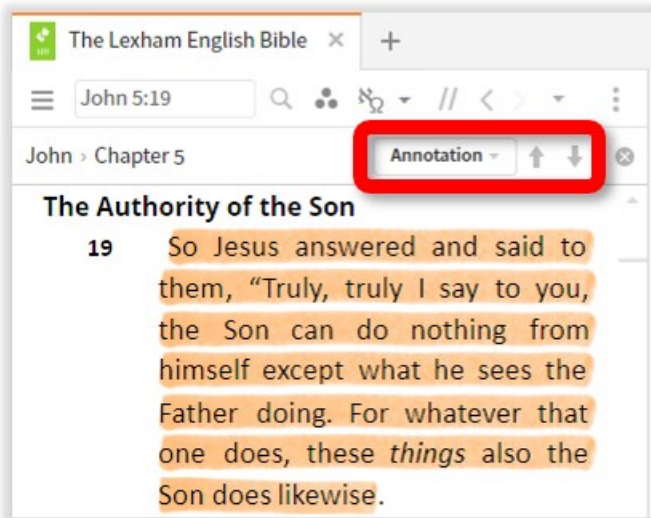 The Lexham English Bible
LEB
John 5:19
John › Chapter 5
Annotation
The Authority of the Son
19 So Jesus answered and said to
them, “Truly, truly I say to you,
the Son can do nothing from
himself except what he sees the
Father doing. For whatever that
one does, these things also the
Son does likewise.